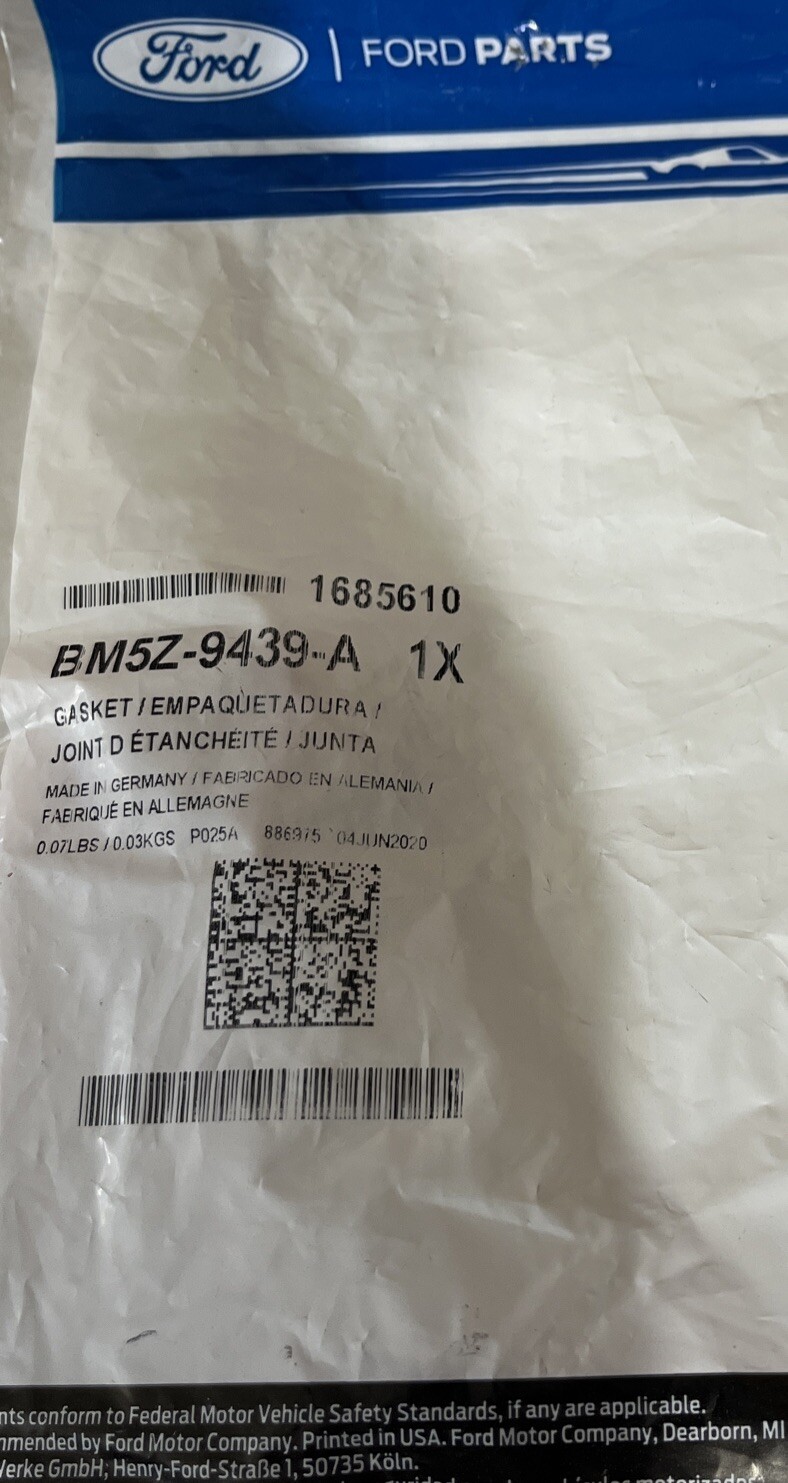 Ford | FORD PARTS
1685610
BM5Z-9439-A 1X
GASKET / EMPAQUETADURA /
JOINT D ÉTANCHÉITÉ / JUNTA
MADE IN GERMANY / FABRICADO EN ALEMANIA /
FABRIQUÉ EN ALLEMAGNE
0.07LBS / 0.03KGS P025A 886975 04JUN2020
nts conform to Federal Motor Vehicle Safety Standards, if any are applicable.
mmended by Ford Motor Company. Printed in USA. Ford Motor Company, Dearborn, MI
Werke GmbH; Henry-Ford-Straße 1, 50735 Köln.